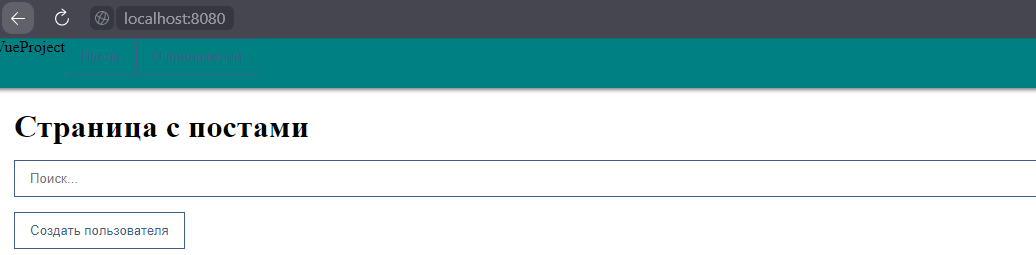 localhost:8080
VueProject
Посты О приложении
Страница с постами
Поиск...
Создать пользователя